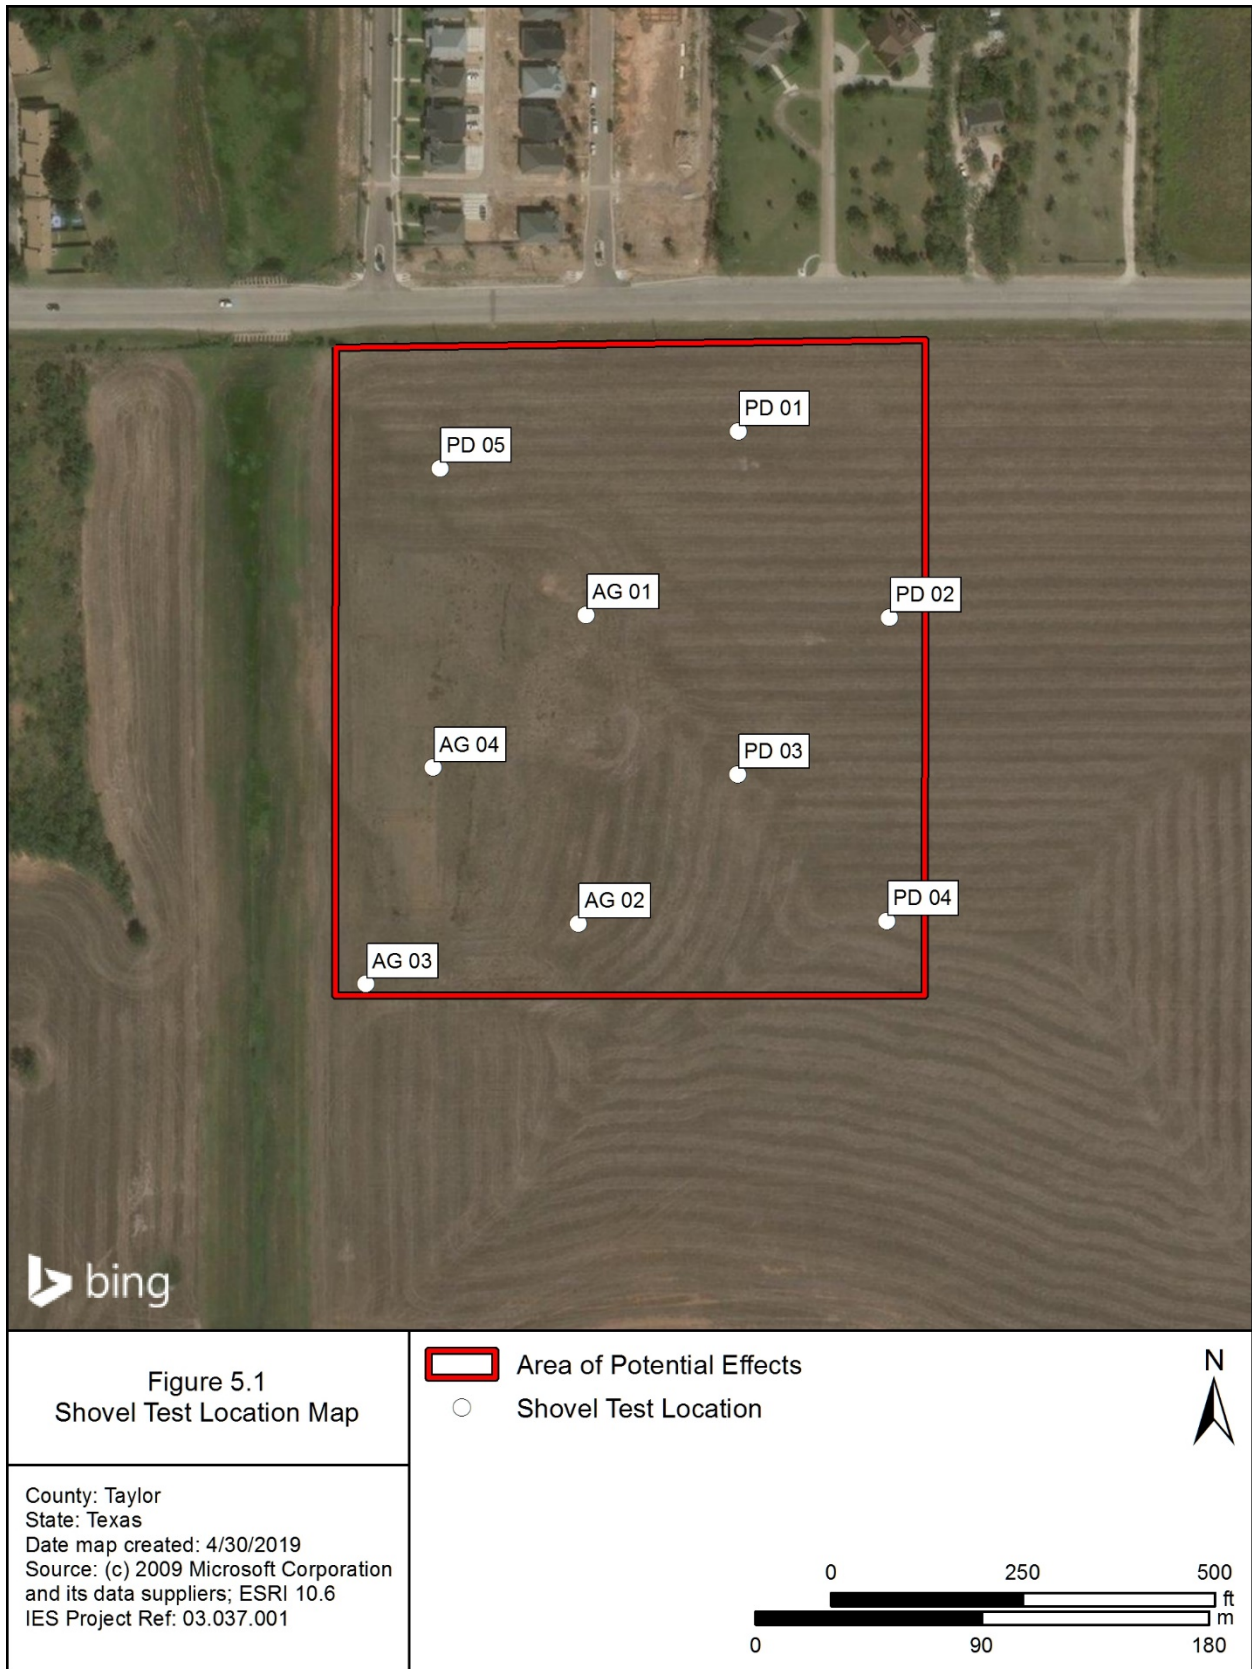 PD 01
PD 05
AG 01
PD 02
AG 04
PD 03
AG 02
PD 04
AG 03
bing
Figure 5.1
Shovel Test Location Map
County: Taylor
State: Texas
Date map created: 4/30/2019
Source: (c) 2009 Microsoft Corporation
and its data suppliers; ESRI 10.6
IES Project Ref: 03.037.001
Area of Potential Effects
Shovel Test Location
N
0 250 500
ft
m
0 90 180